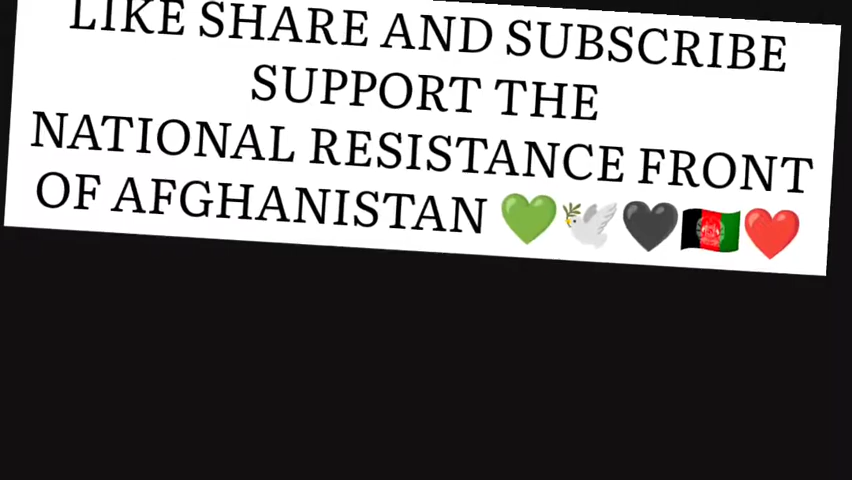 LIKE SHARE AND SUBSCRIBE
SUPPORT THE
NATIONAL RESISTANCE FRONT
OF AFGHANISTAN 💚🕊🖤🇦🇫❤